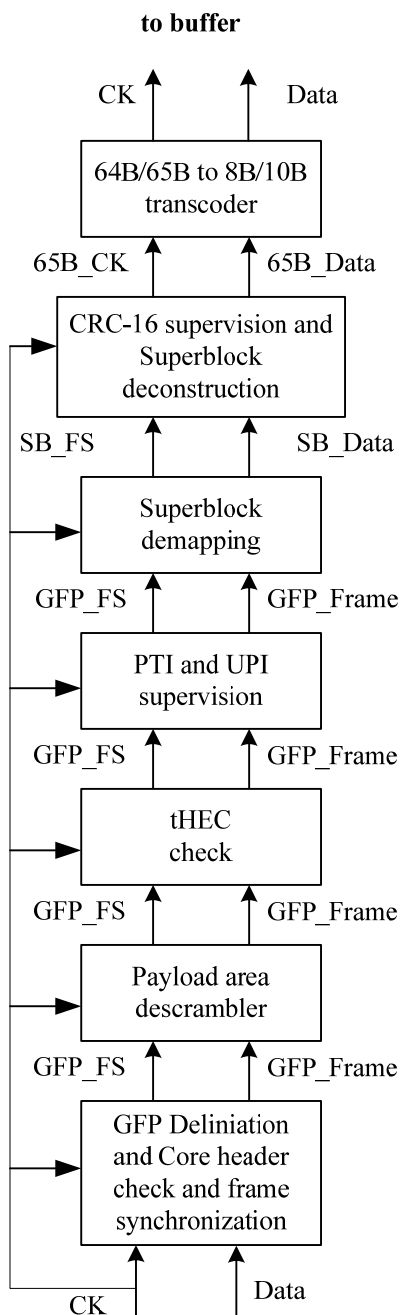 to buffer
CK
Data
64B/65B to 8B/10B
transcoder
65B_CK
65B_Data
CRC-16 supervision and
Superblock
deconstruction
SB_FS
SB_Data
Superblock
demapping
GFP_FS
GFP_Frame
PTI and UPI
supervision
GFP_FS
GFP_Frame
tHEC
check
GFP_FS
GFP_Frame
Payload area
descrambler
GFP_FS
GFP_Frame
GFP Deliniation
and Core header
check and frame
synchronization
CK
Data